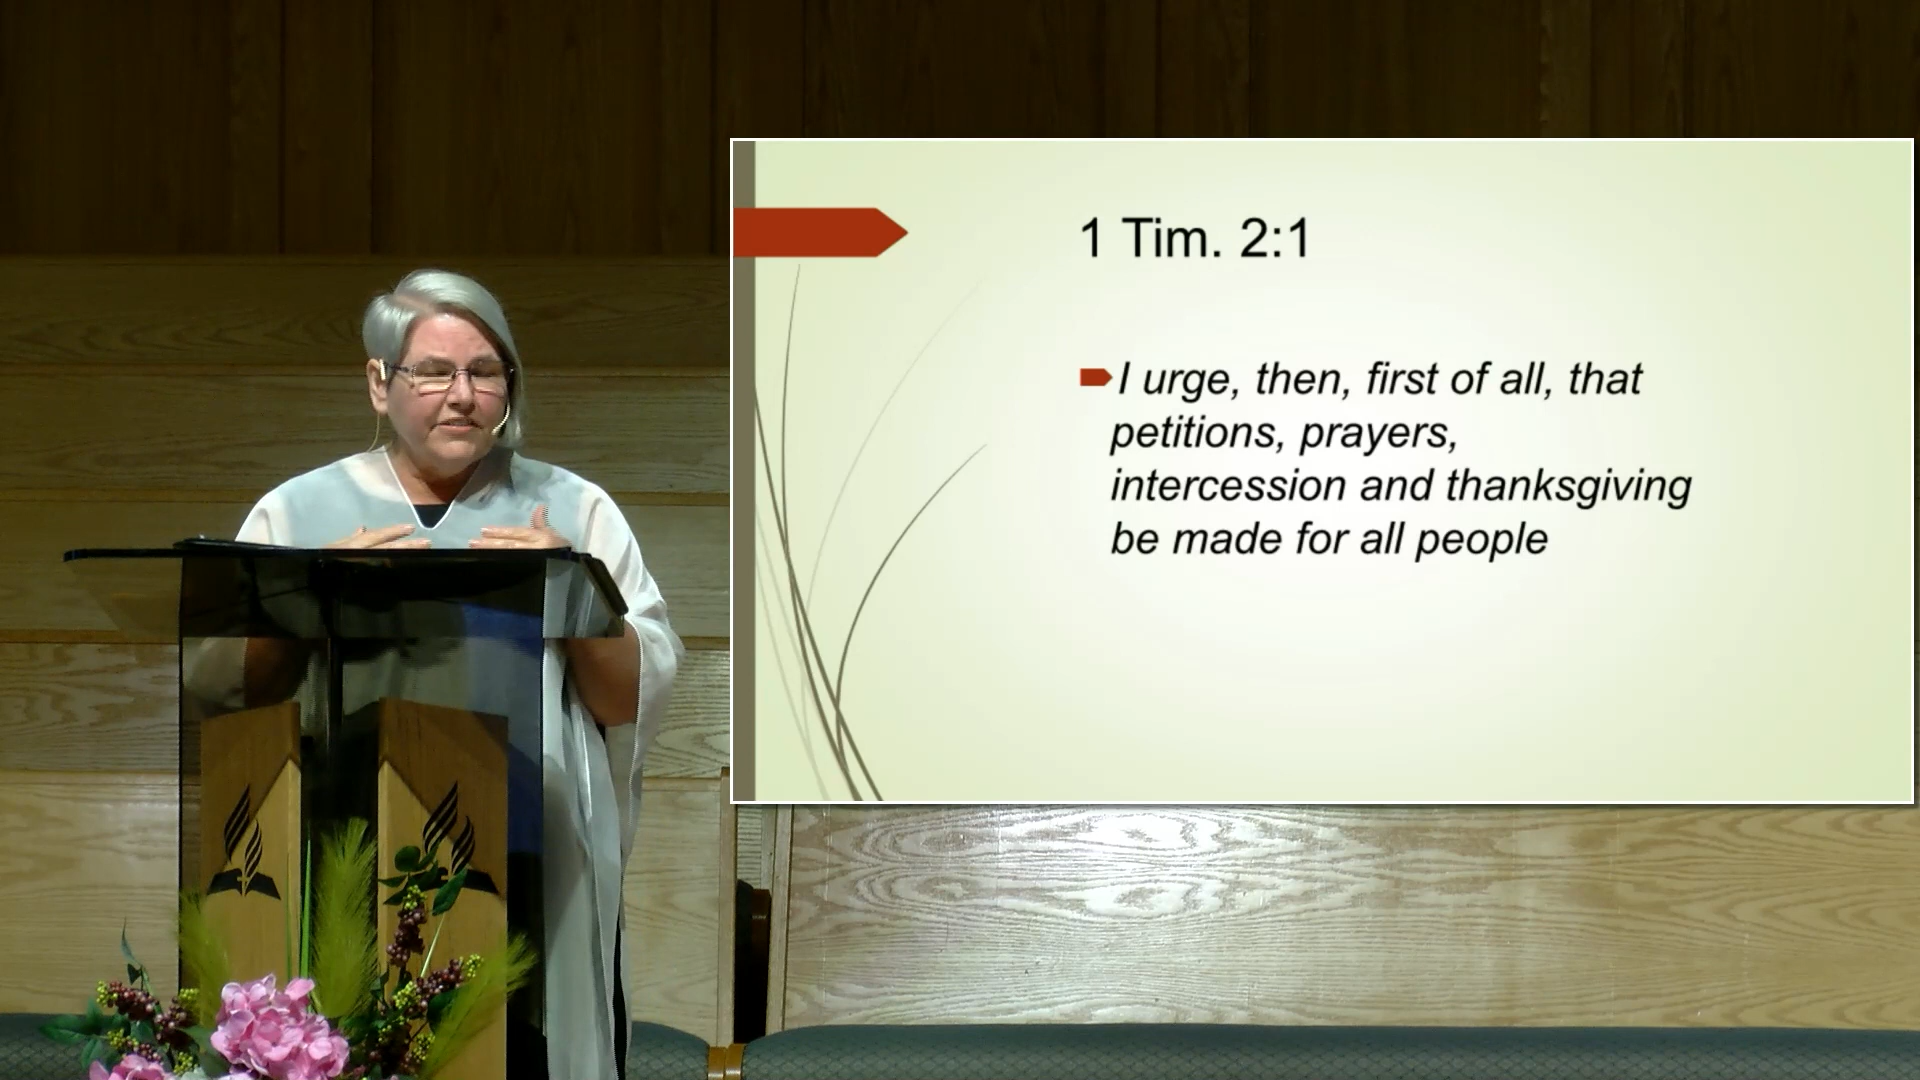 1 Tim. 2:1
I urge, then, first of all, that
petitions, prayers,
intercession and thanksgiving
be made for all people